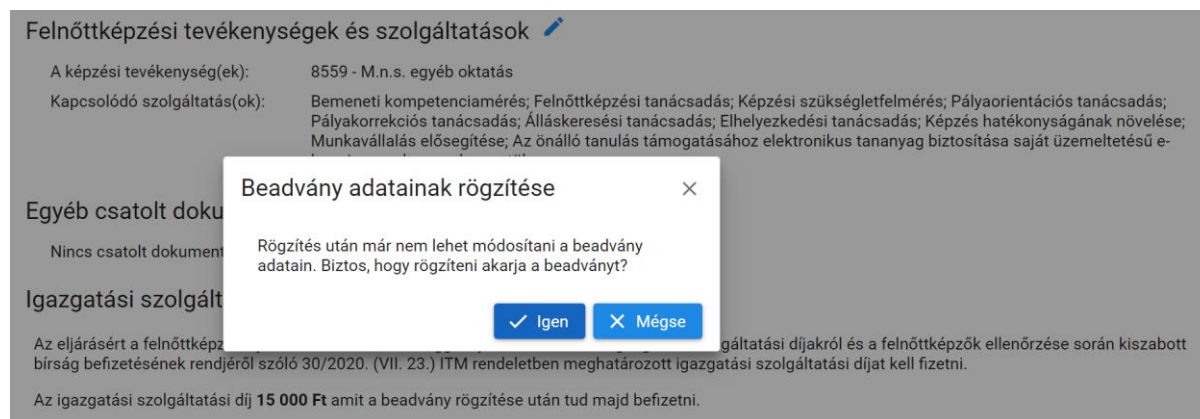 Felnőttképzési tevékenységek és szolgáltatások
A képzési tevékenység(ek): 8559 - M.n.s. egyéb oktatás
Kapcsolódó szolgáltatás(ok): Bemeneti kompetenciamérés; Felnőttképzési tanácsadás; Képzési szükségletfelmérés; Pályaorientációs tanácsadás;
Pályakorrekciós tanácsadás; Álláskeresési tanácsadás; Elhelyezkedési tanácsadás; Képzés hatékonyságának növelése;
Munkavállalás elősegítése; Az önálló tanulás támogatásához elektronikus tananyag biztosítása saját üzemeltetésű e-
Beadvány adatainak rögzítése
Egyéb csatolt doku
Rögzítés után már nem lehet módosítani a beadvány
Nincs csatolt dokument
adatain. Biztos, hogy rögzíteni akarja a beadványt?
Igazgatási szolgált
Igen Mégse
Az eljárásért a felnőttképz gáltatási díjakról és a felnőttképzők ellenőrzése során kiszabott
bírság befizetésének rendjéről szóló 30/2020. (VII. 23.) ITM rendeletben meghatározott igazgatási szolgáltatási díjat kell fizetni.
Az igazgatási szolgáltatási díj 15 000 Ft amit a beadvány rögzítése után tud majd befizetni.